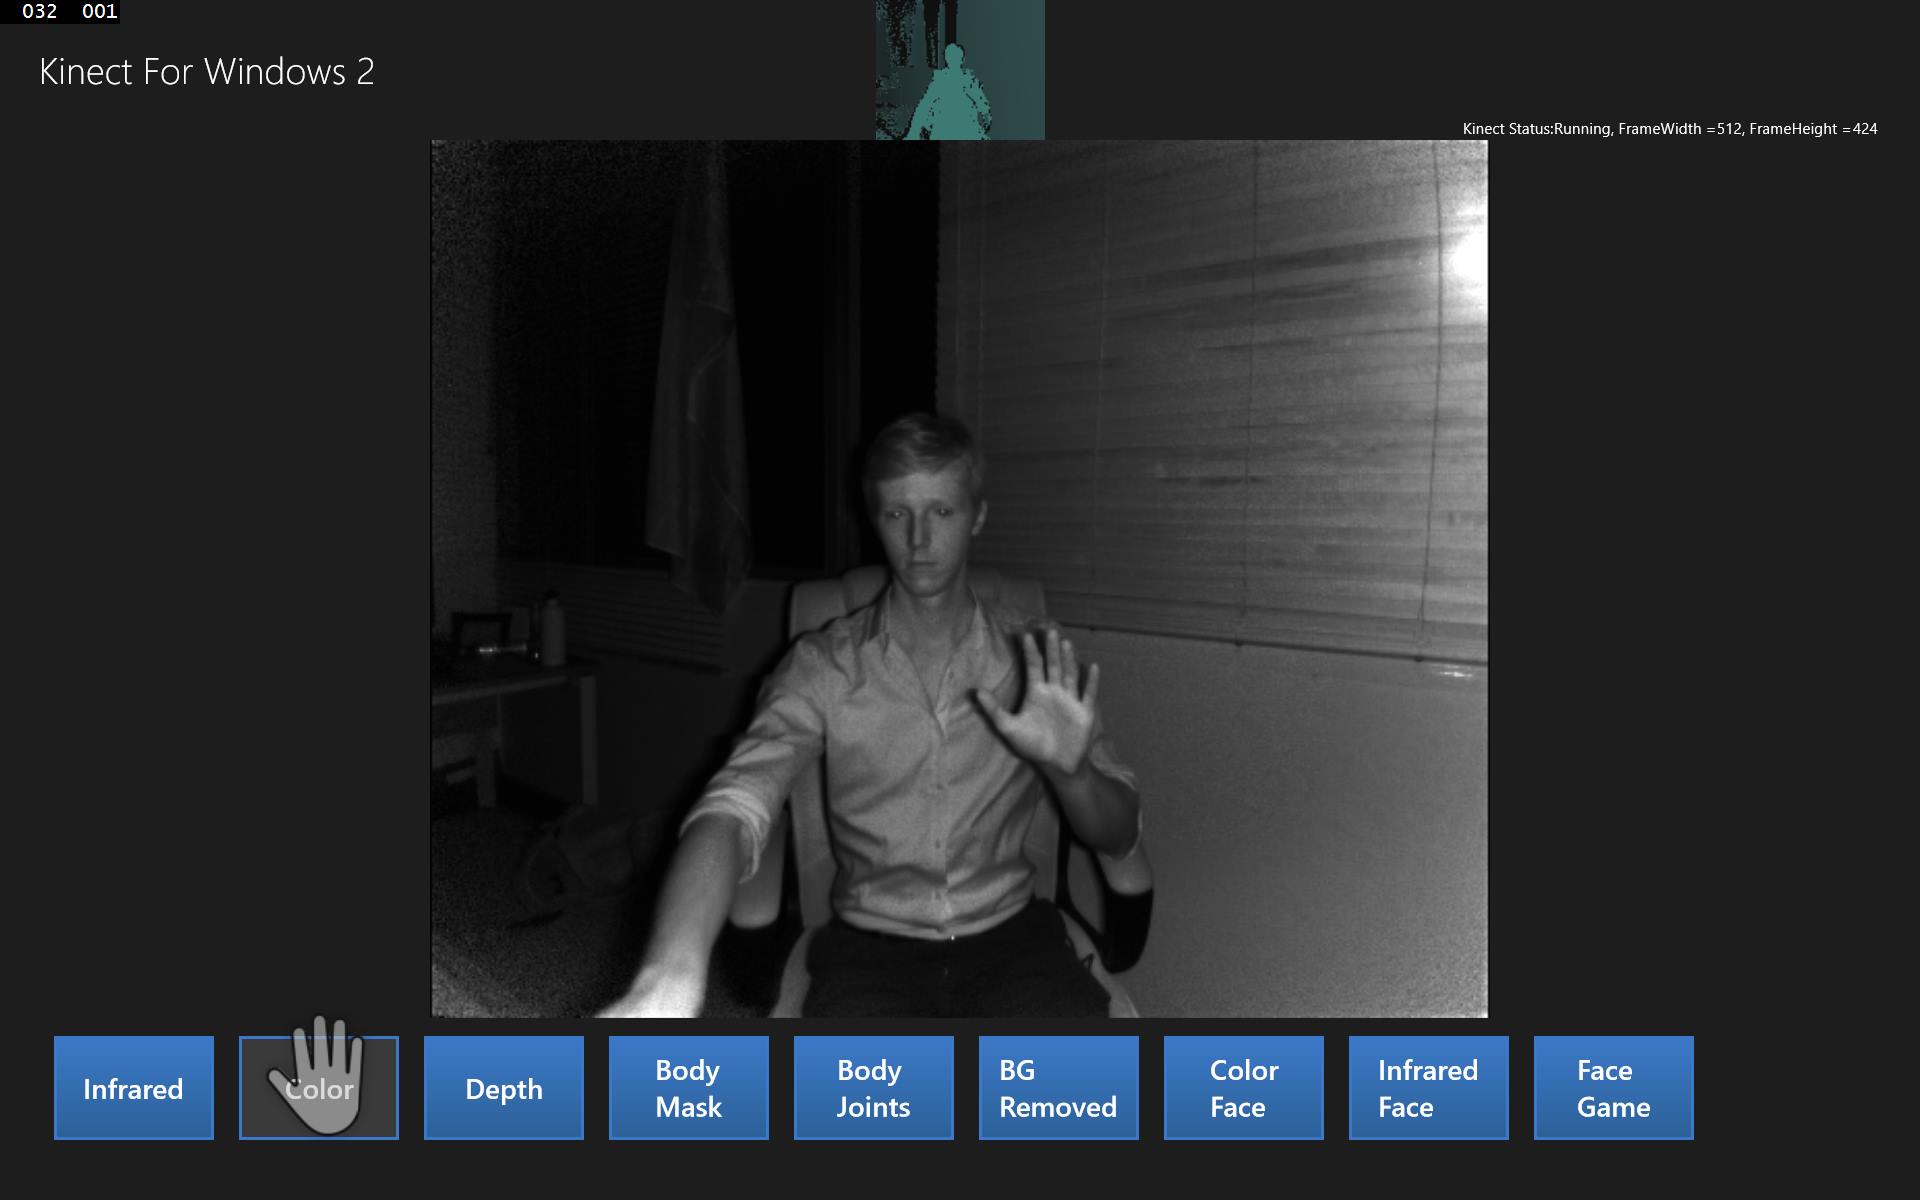 032 001
Kinect For Windows 2
Kinect Status:Running, FrameWidth =512, FrameHeight =424
Infrared
Color
Depth
Body
Mask
Body
Joints
BG
Removed
Color
Face
Infrared
Face
Face
Game